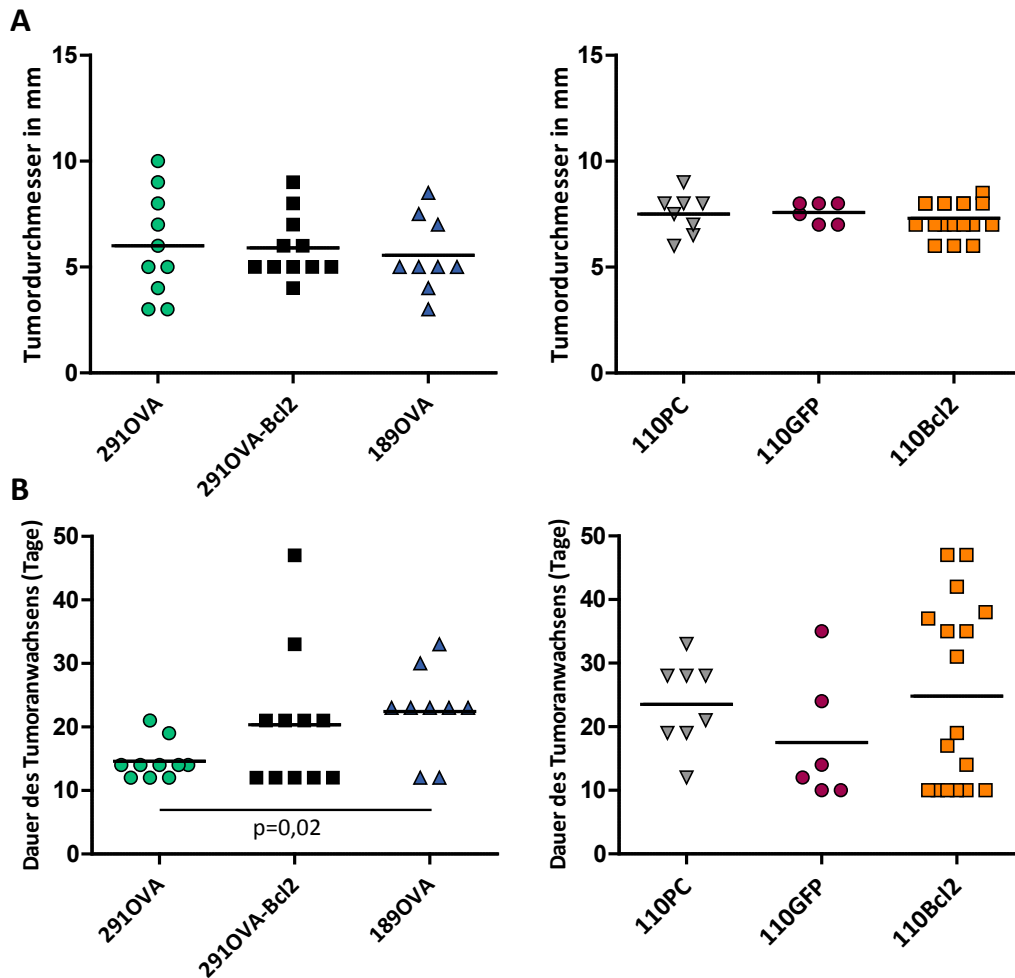 A
Tumordurchmesser in mm
15
10
5
0
291OVA
291OVA-Bcl2
189OVA
Tumordurchmesser in mm
15
10
5
0
110PC
110GFP
110Bcl2
B
Dauer des Tumoranwachsens (Tage)
50
40
30
20
10
0
p=0,02
291OVA
291OVA-Bcl2
189OVA
Dauer des Tumoranwachsens (Tage)
50
40
30
20
10
0
110PC
110GFP
110Bcl2